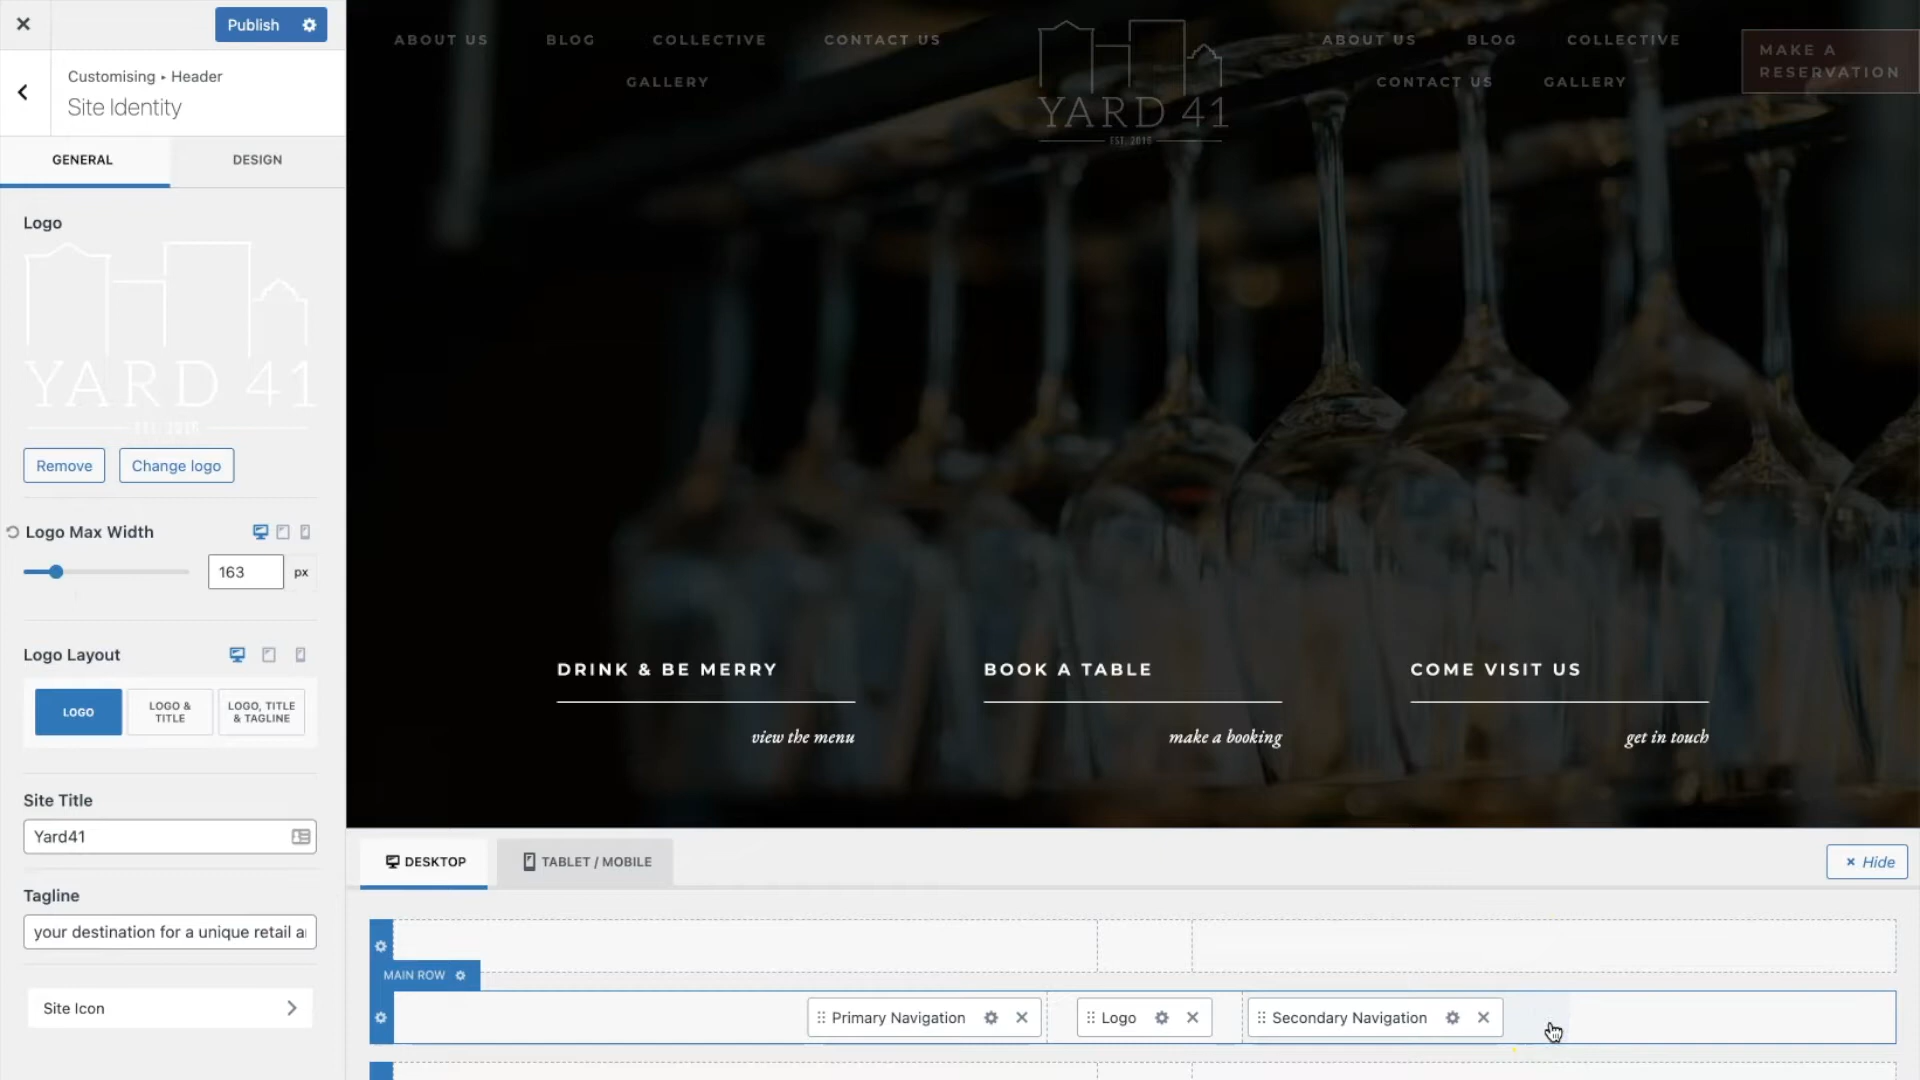 Publish
Customising ▸ Header
Site Identity
GENERAL
DESIGN
Logo
YARD 41
EST. 2016
Remove
Change logo
Logo Max Width
163
px
Logo Layout
LOGO
LOGO &
TITLE
LOGO, TITLE
& TAGLINE
Site Title
Yard41
Tagline
your destination for a unique retail a
Site Icon
ABOUT US
BLOG
COLLECTIVE
CONTACT US
GALLERY
YARD 41
EST. 2016
ABOUT US
BLOG
COLLECTIVE
CONTACT US
GALLERY
MAKE A
RESERVATION
DRINK & BE MERRY
view the menu
BOOK A TABLE
make a booking
COME VISIT US
get in touch
DESKTOP
TABLET / MOBILE
× Hide
MAIN ROW
Primary Navigation
Logo
Secondary Navigation